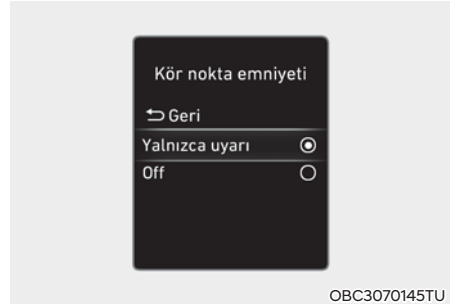 Kör nokta emniyeti
Geri
Yalnızca uyarı
Off
OBC3070145TU